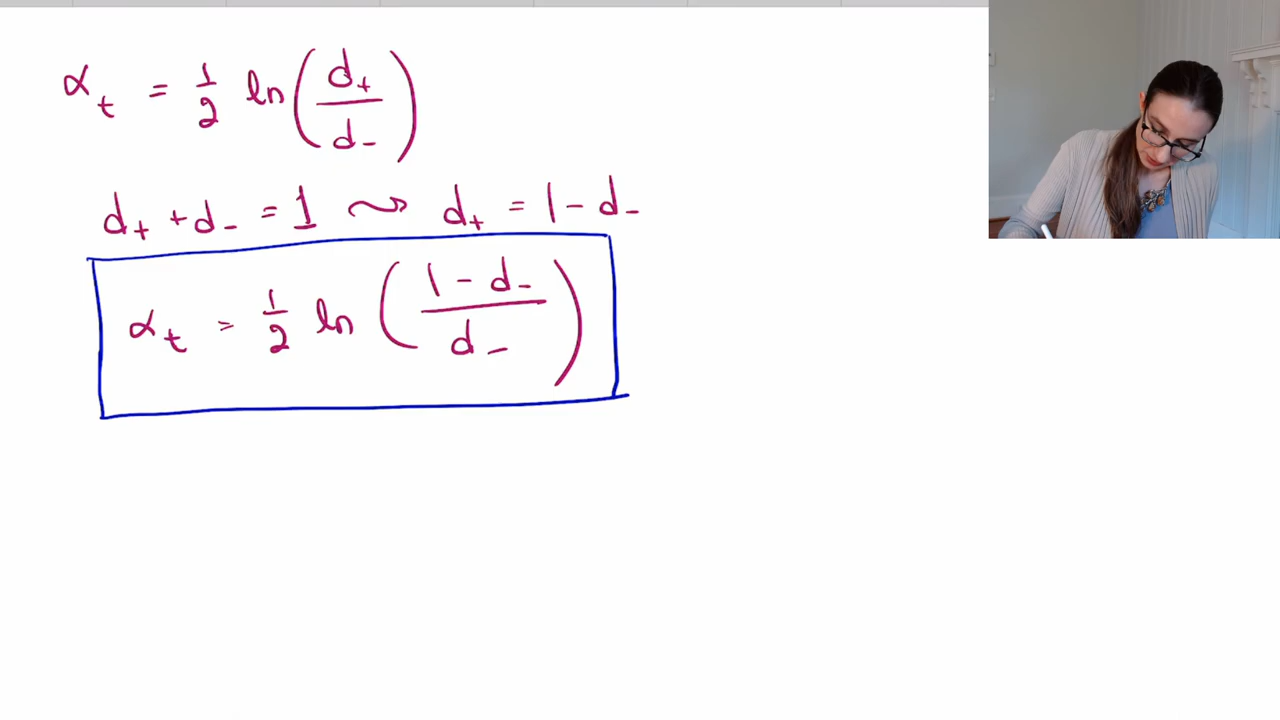 α_t = 1/2 ln(d_+/d_-)
d_+ + d_- = 1 ⤳ d_+ = 1 - d_-
α_t = 1/2 ln((1 - d_-)/d_-)